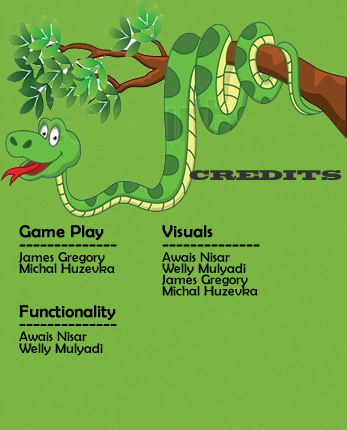 CREDITS
Game Play
--------------
James Gregory
Michal Huzevka
Visuals
--------------
Awais Nisar
Welly Mulyadi
James Gregory
Michal Huzevka
Functionality
--------------
Awais Nisar
Welly Mulyadi